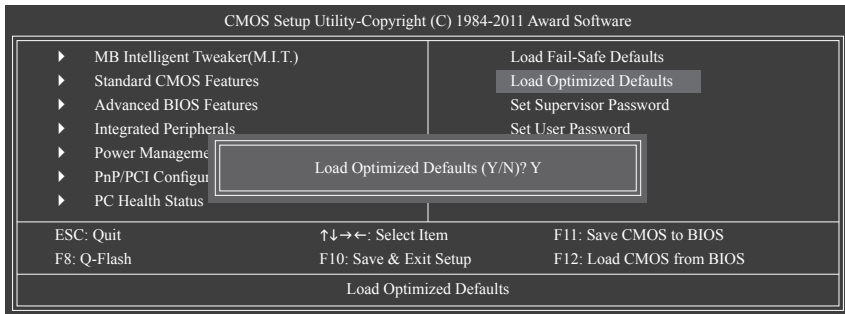 CMOS Setup Utility-Copyright (C) 1984-2011 Award Software
MB Intelligent Tweaker(M.I.T.)
Standard CMOS Features
Advanced BIOS Features
Integrated Peripherals
Power Manageme
PnP/PCI Configur
PC Health Status
Load Fail-Safe Defaults
Load Optimized Defaults
Set Supervisor Password
Set User Password
Load Optimized Defaults (Y/N)? Y
ESC: Quit ↑↓→←: Select Item F11: Save CMOS to BIOS
F8: Q-Flash F10: Save & Exit Setup F12: Load CMOS from BIOS
Load Optimized Defaults